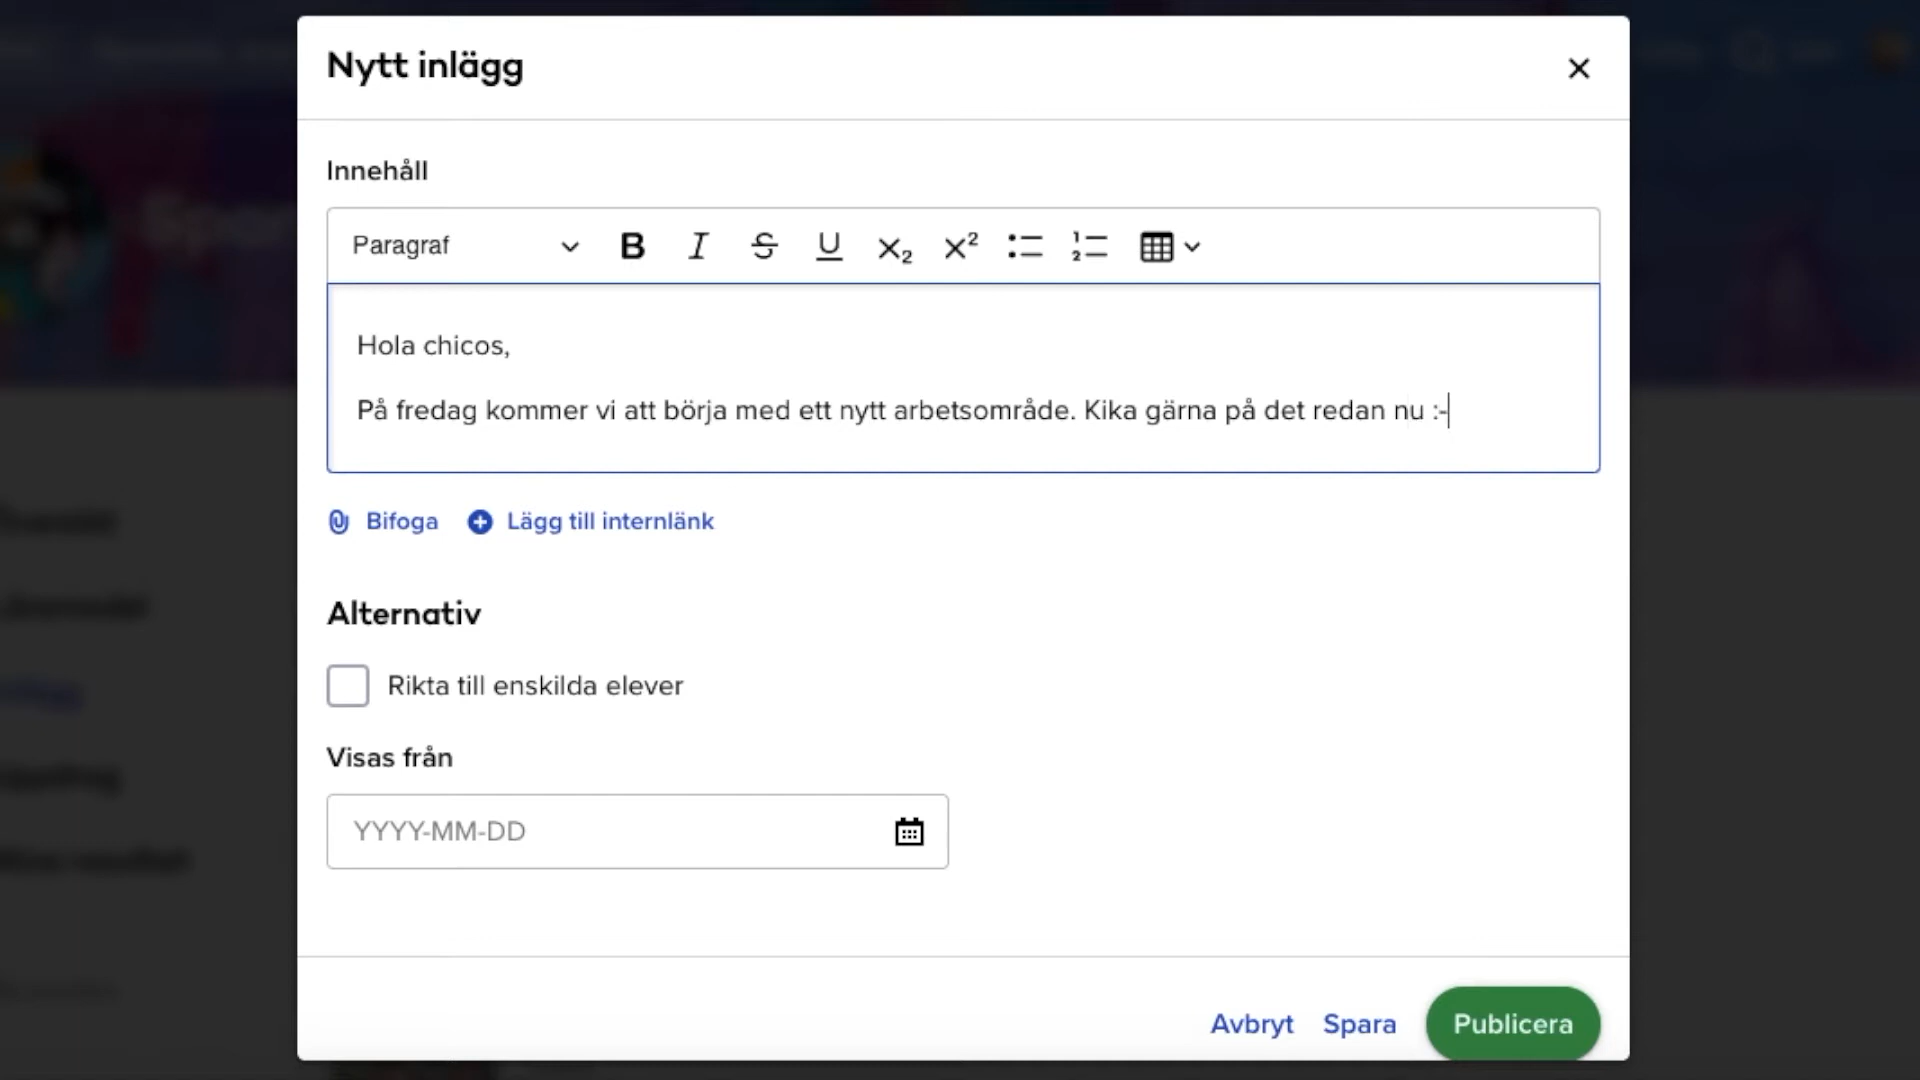 Nytt inlägg
Innehåll
Paragraf
Hola chicos,
På fredag kommer vi att börja med ett nytt arbetsområde. Kika gärna på det redan nu :-
Bifoga
Lägg till internlänk
Alternativ
Rikta till enskilda elever
Visas från
YYYY-MM-DD
Avbryt
Spara
Publicera